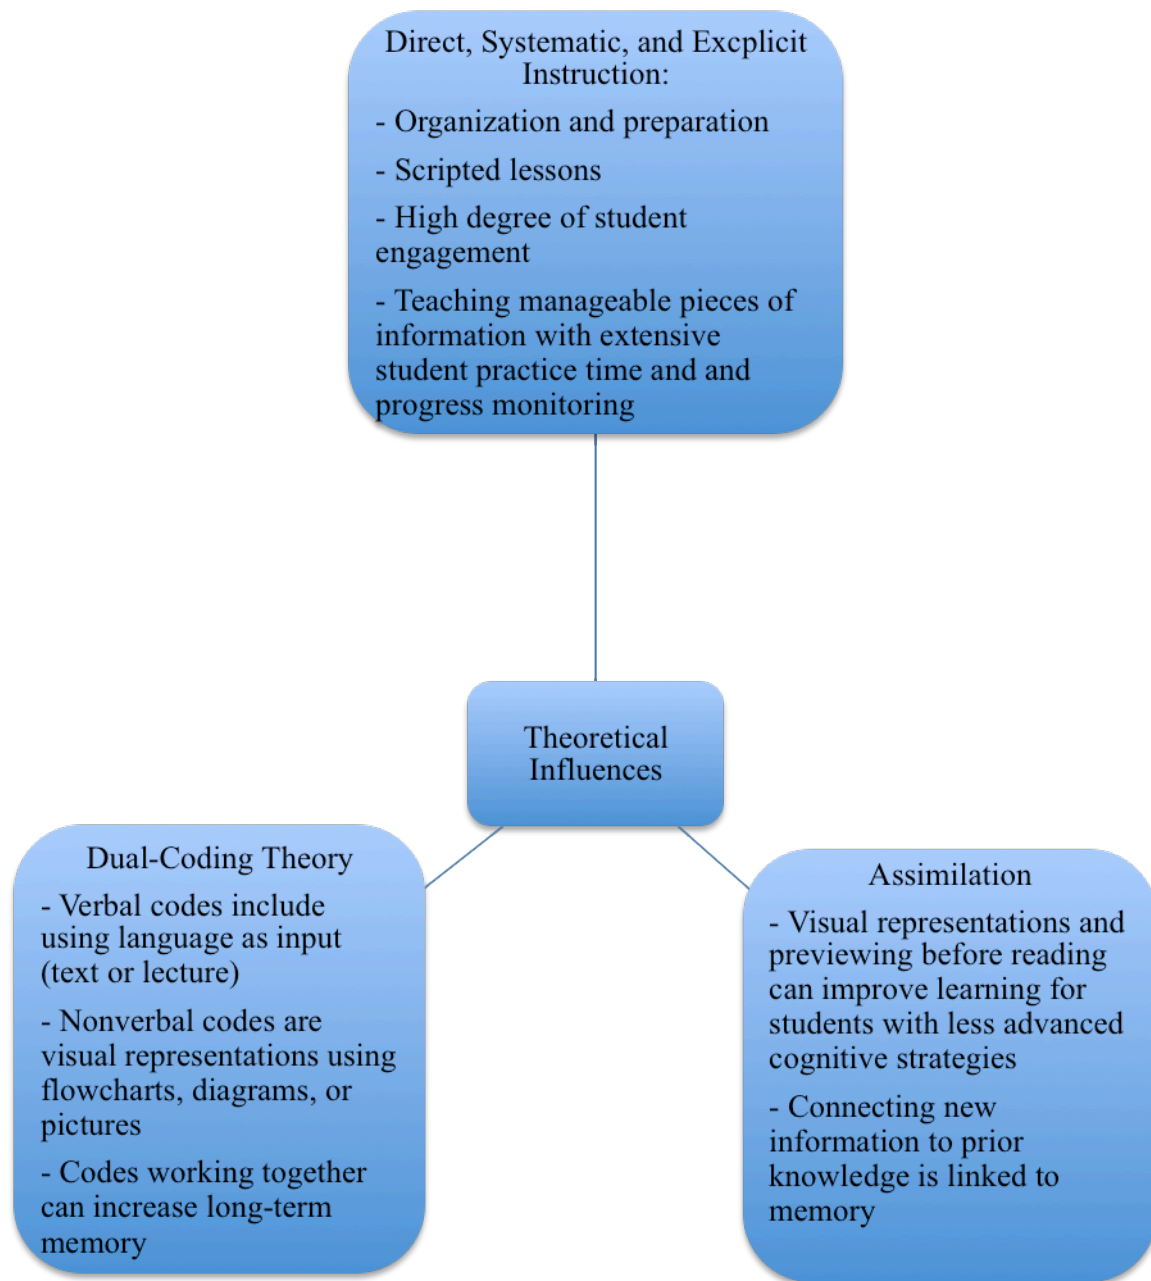 Direct, Systematic, and Excplicit
Instruction:
- Organization and preparation
- Scripted lessons
- High degree of student
engagement
- Teaching manageable pieces of
information with extensive
student practice time and and
progress monitoring
Theoretical
Influences
Dual-Coding Theory
- Verbal codes include
using language as input
(text or lecture)
- Nonverbal codes are
visual representations using
flowcharts, diagrams, or
pictures
- Codes working together
can increase long-term
memory
Assimilation
- Visual representations and
previewing before reading
can improve learning for
students with less advanced
cognitive strategies
- Connecting new
information to prior
knowledge is linked to
memory